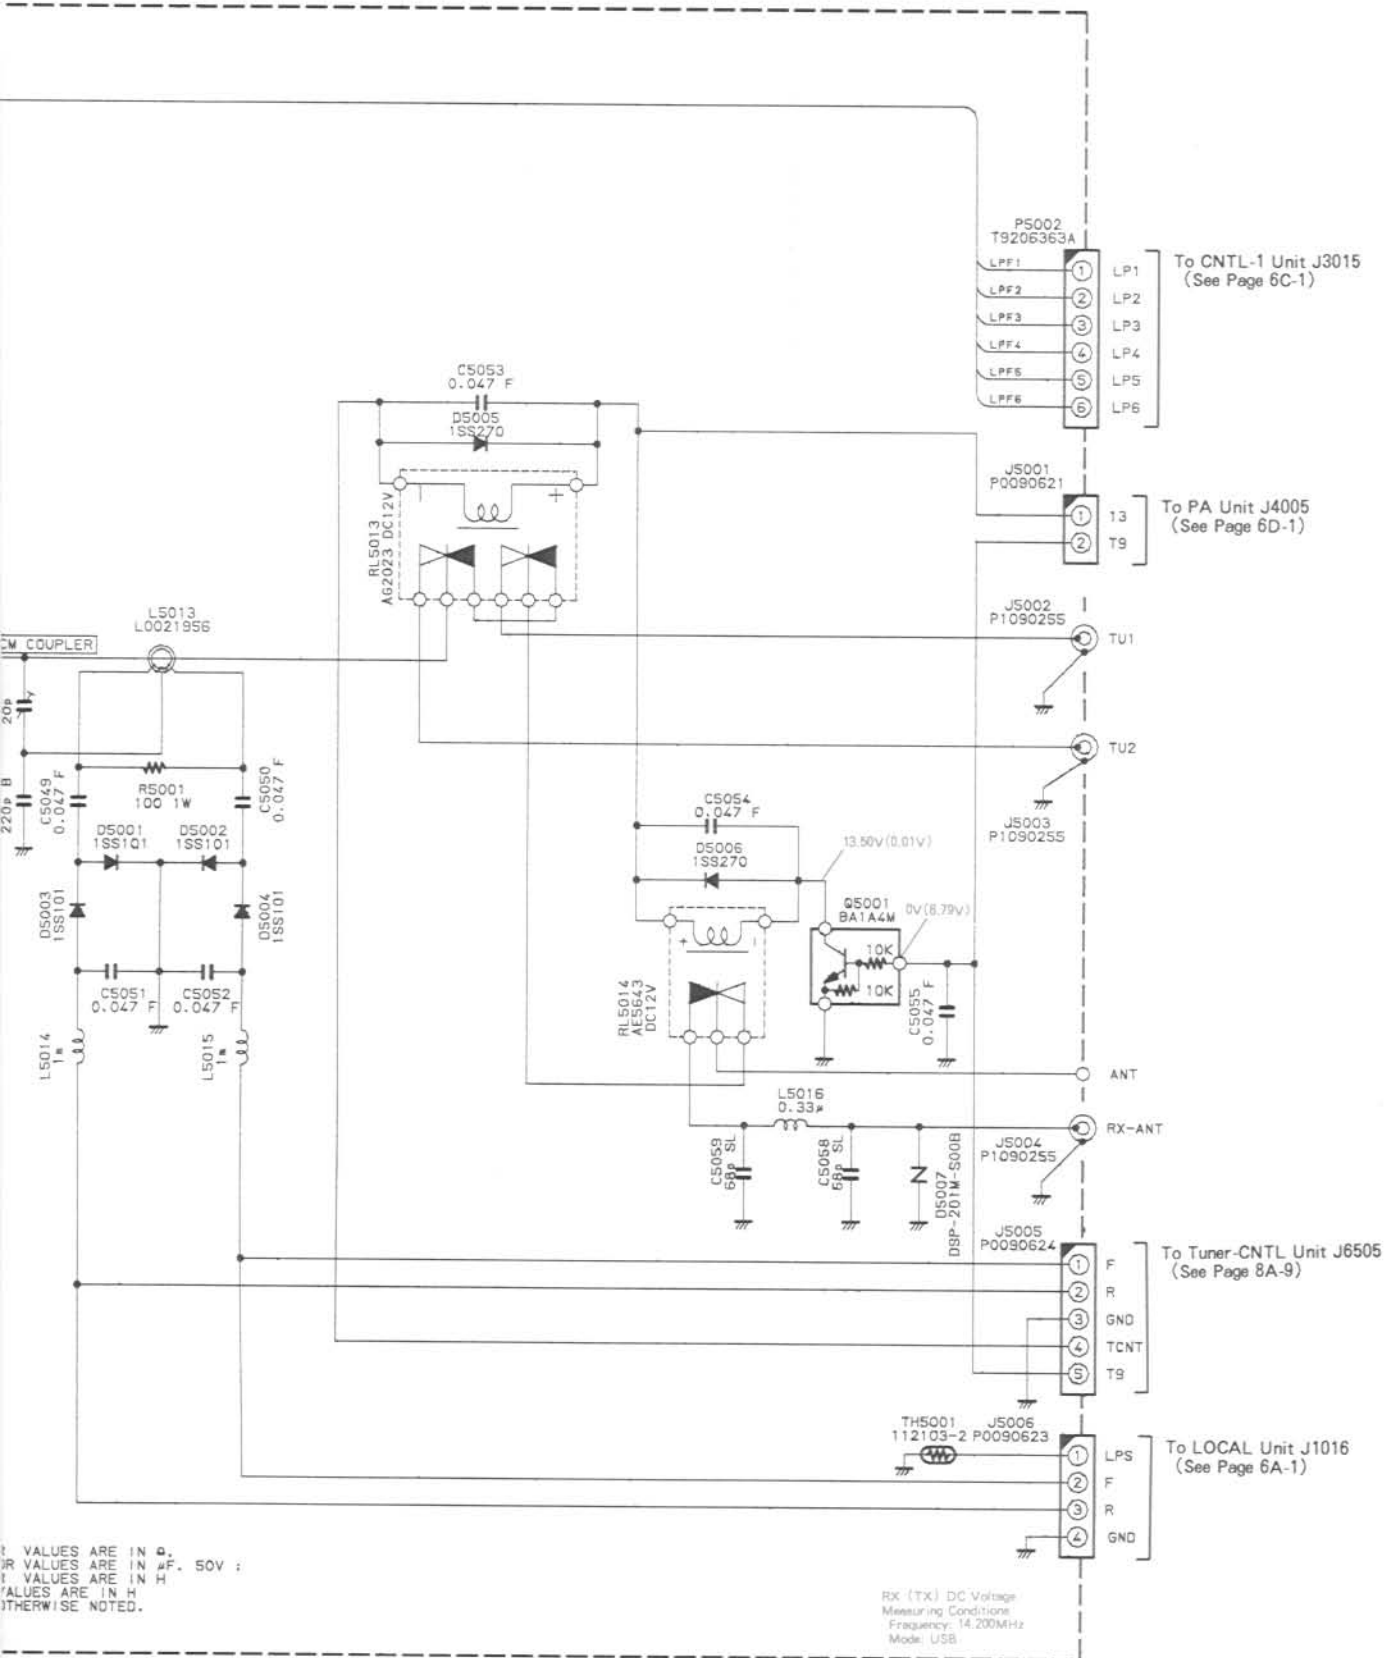 P5002
T9206363A
LPF1
LPF2
LPF3
LPF4
LPF5
LPF6
1 LP1
2 LP2
3 LP3
4 LP4
5 LP5
6 LP6
To CNTL-1 Unit J3015
(See Page 6C-1)
C5053
0.047 F
D5005
1SS270
RL5013
AG2023 DC12V
J5001
P0090621
1 13
2 T9
To PA Unit J4005
(See Page 6D-1)
J5002
P1090255
TU1
TU2
J5003
P1090255
L5013
L0021956
CM COUPLER
20p
220p B
C5049
0.047 F
R5001
100 1W
C5050
0.047 F
D5001
1SS101
D5002
1SS101
D5003
1SS101
D5004
1SS101
C5051
0.047 F
C5052
0.047 F
L5014
1m
L5015
1m
C5054
0.047 F
D5006
1SS270
13.50V(0.01V)
Q5001
BA1A4M
0V(6.79V)
10K
10K
RL5014
AE5643
DC12V
C5055
0.047 F
ANT
L5016
0.33μ
C5059
68p SL
C5058
68p SL
D5007
DSP-201M-S00B
J5004
P1090255
RX-ANT
J5005
P0090624
1 F
2 R
3 GND
4 TCNT
5 T9
To Tuner-CNTL Unit J6505
(See Page 8A-9)
TH5001
112103-2
J5006
P0090623
1 LPS
2 F
3 R
4 GND
To LOCAL Unit J1016
(See Page 6A-1)
VALUES ARE IN Ω.
OR VALUES ARE IN μF. 50V ;
VALUES ARE IN H
VALUES ARE IN H
OTHERWISE NOTED.
RX (TX) DC Voltage
Measuring Conditions
Frequency: 14.200MHz
Mode: USB